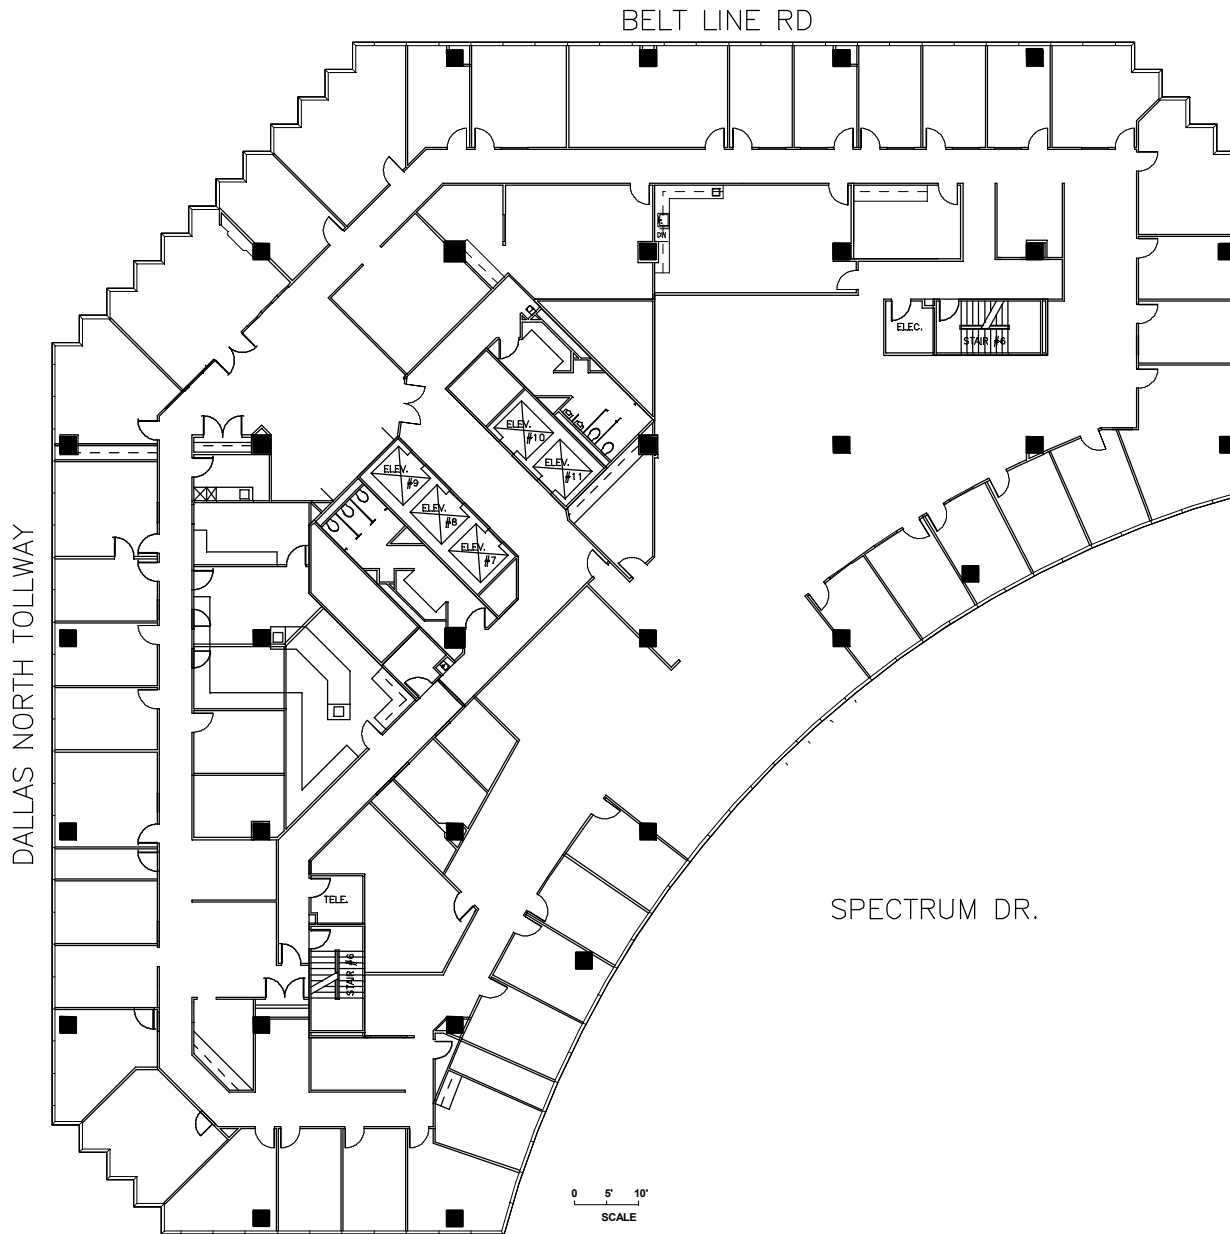 BELT LINE RD
DW
ELEC.
STAIR #6
ELEV.
#10
ELEV.
#11
ELEV.
#9
ELEV.
#8
ELEV.
#7
DALLAS NORTH TOLLWAY
TELE.
STAIR #6
SPECTRUM DR.
0 5' 10'
SCALE